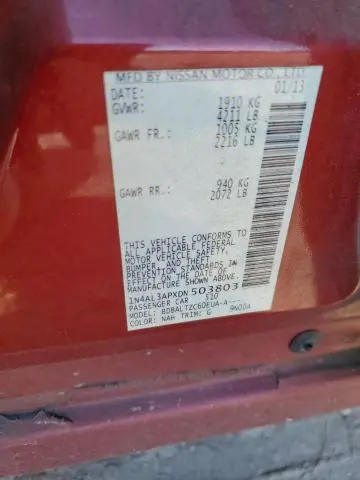 MFD BY NISSAN MOTOR CO., LTD.
DATE: 01/13
GVWR: 1910 KG
4211 LB
GAWR FR.: 1005 KG
2216 LB
GAWR RR.: 940 KG
2072 LB
THIS VEHICLE CONFORMS TO
ALL APPLICABLE FEDERAL
MOTOR VEHICLE SAFETY,
BUMPER, AND THEFT
PREVENTION STANDARDS IN
EFFECT ON THE DATE OF
MANUFACTURE SHOWN ABOVE.
1N4AL3APXDN503803
PASSENGER CAR S10
MODEL: BDBALTZC60EUA-A---
COLOR: NAH TRIM: G 9N00A